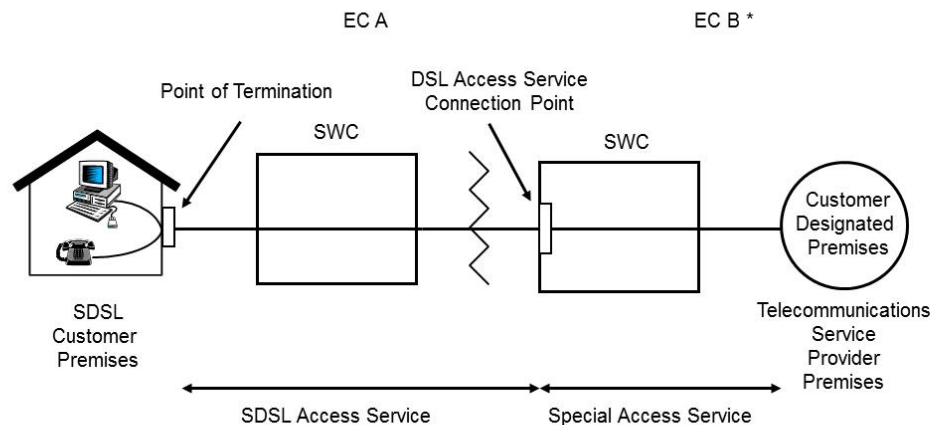 EC A
EC B *
Point of Termination
DSL Access Service
Connection Point
SWC
SWC
Customer
Designated
Premises
SDSL
Customer
Premises
Telecommunications
Service
Provider
Premises
SDSL Access Service
Special Access Service